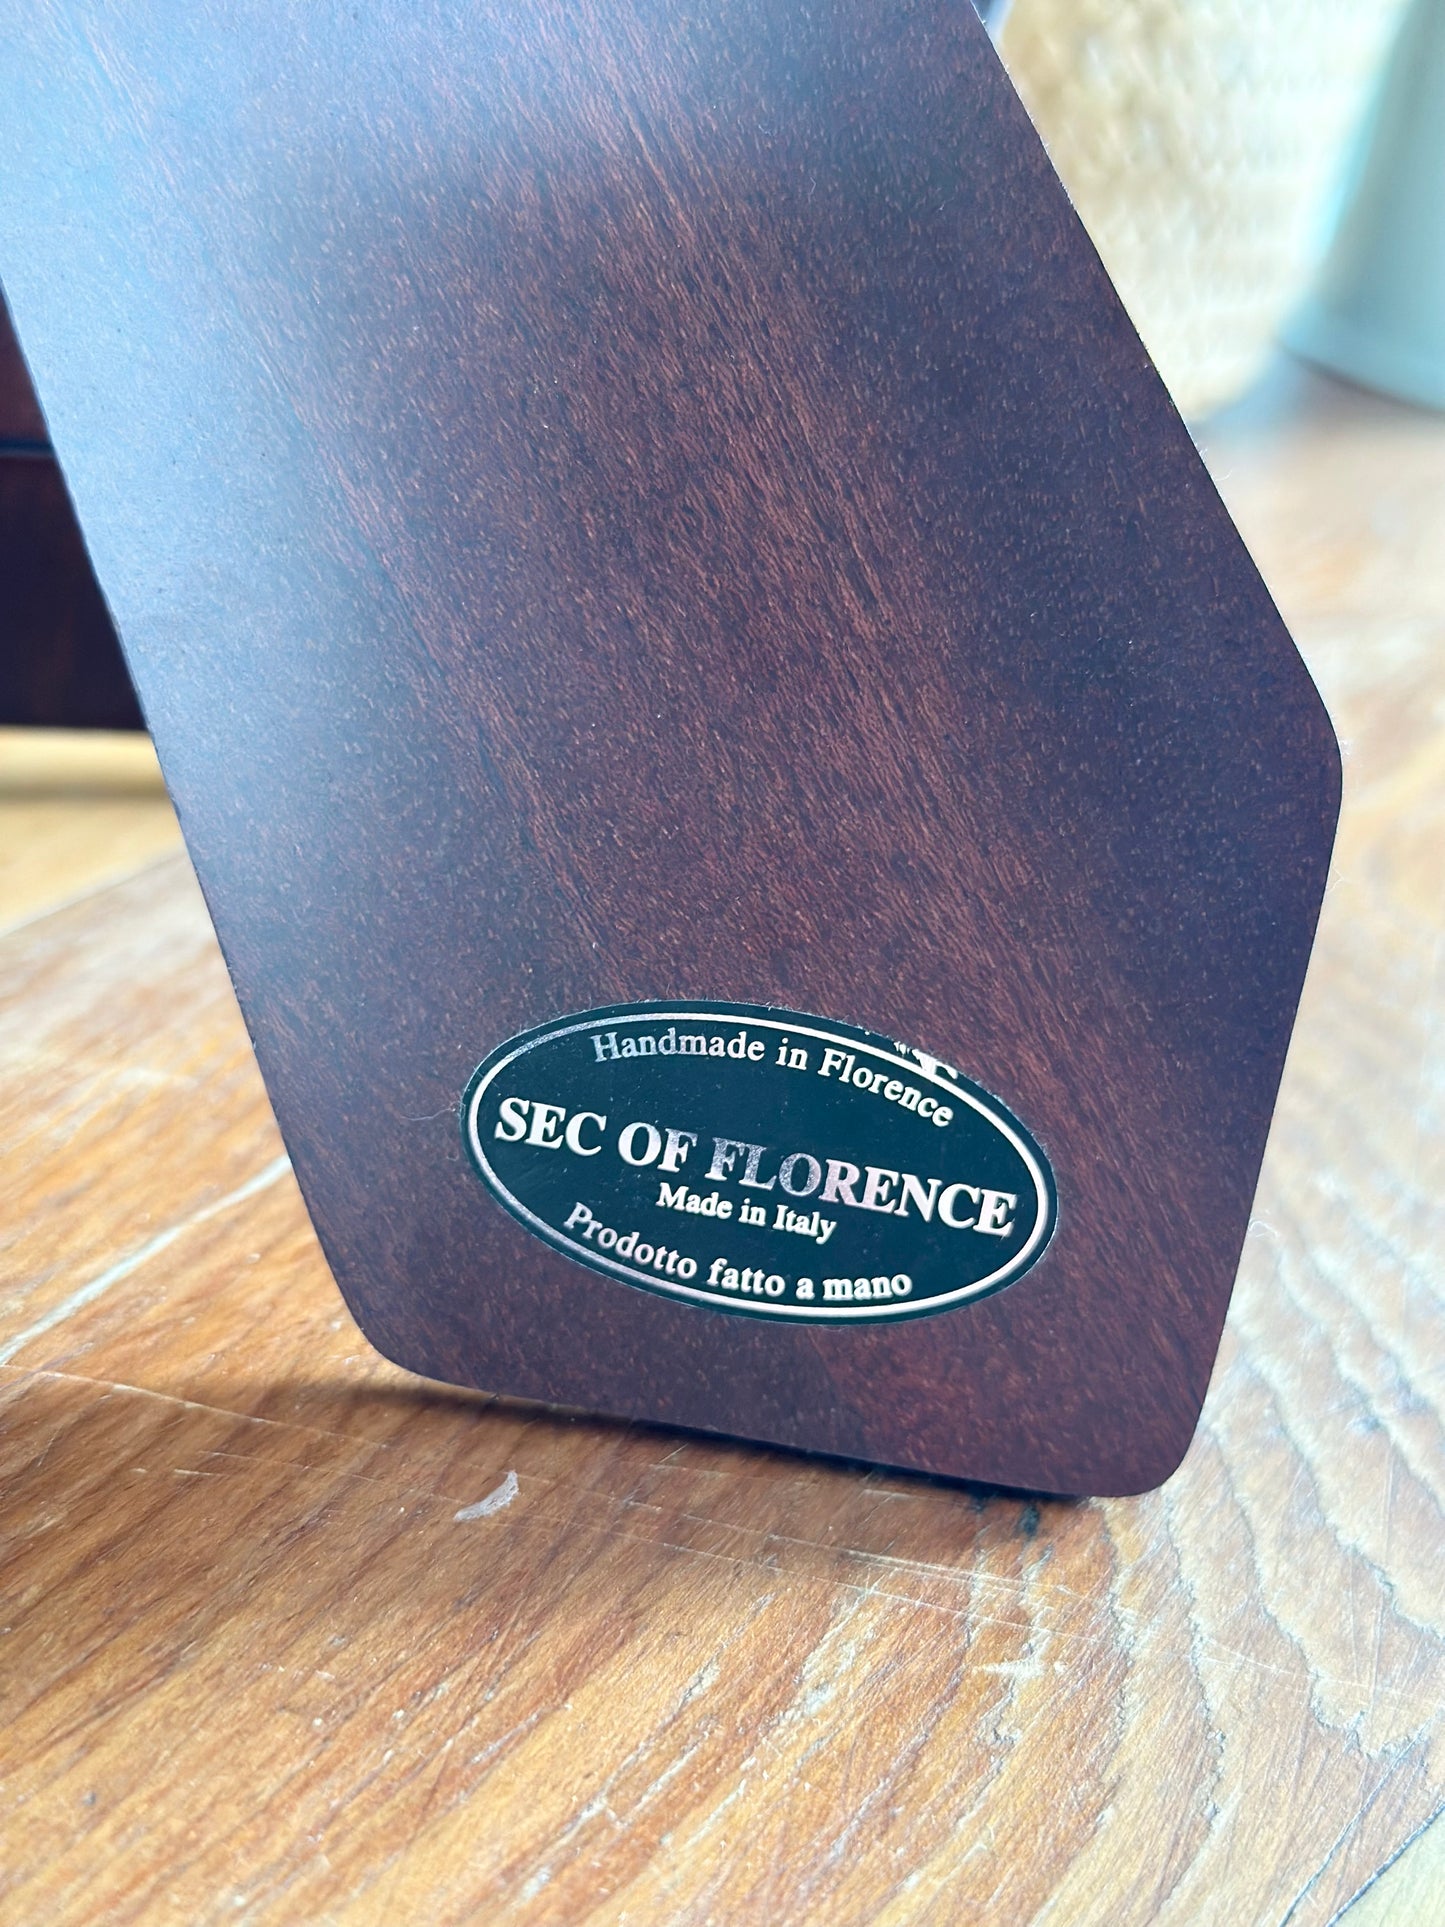 Handmade in Florence
SEC OF FLORENCE
Made in Italy
Prodotto fatto a mano